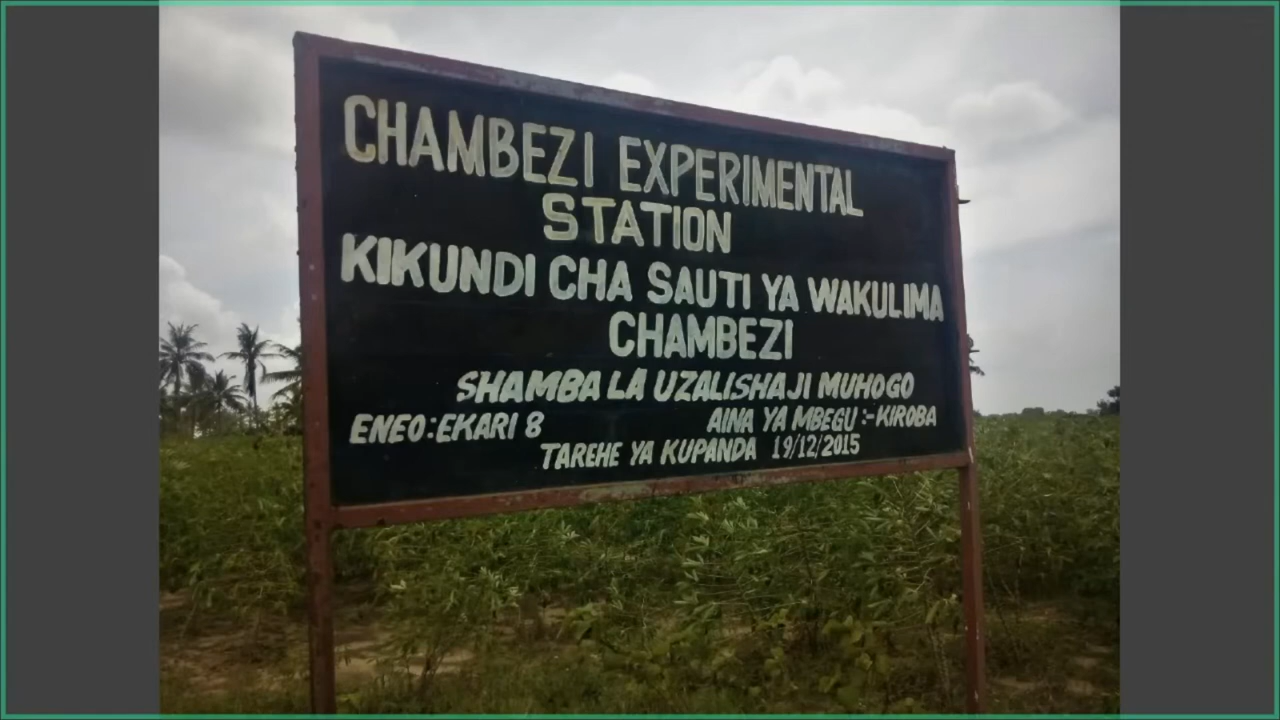 CHAMBEZI EXPERIMENTAL
STATION
KIKUNDI CHA SAUTI YA WAKULIMA
CHAMBEZI
SHAMBA LA UZALISHAJI MUHOGO
ENEO:EKARI 8 AINA YA MBEGU :-KIROBA
TAREHE YA KUPANDA 19/12/2015